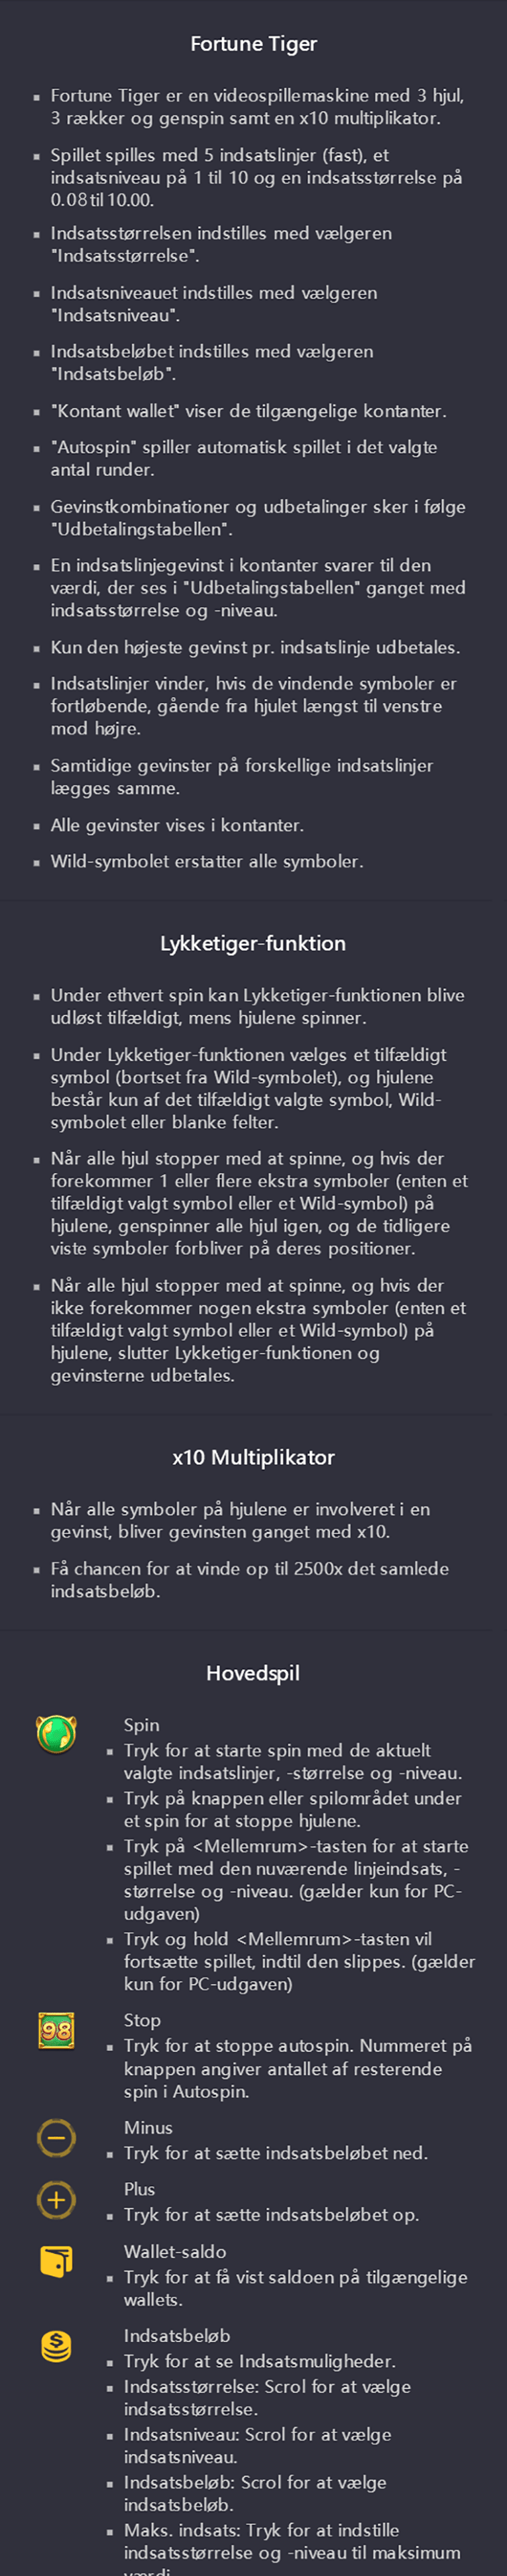 Fortune Tiger
Fortune Tiger er en videospillemaskine med 3 hjul,
3 rækker og genspin samt en x10 multiplikator.
Spillet spilles med 5 indsatslinjer (fast), et
indsatsniveau på 1 til 10 og en indsatsstørrelse på
0.08 til 10.00.
Indsatsstørrelsen indstilles med vælgeren
"Indsatsstørrelse".
Indsatsniveauet indstilles med vælgeren
"Indsatsniveau".
Indsatsbeløbet indstilles med vælgeren
"Indsatsbeløb".
"Kontant wallet" viser de tilgængelige kontanter.
"Autospin" spiller automatisk spillet i det valgte
antal runder.
Gevinstkombinationer og udbetalinger sker i følge
"Udbetalingstabellen".
En indsatslinjegevinst i kontanter svarer til den
værdi, der ses i "Udbetalingstabellen" ganget med
indsatsstørrelse og -niveau.
Kun den højeste gevinst pr. indsatslinje udbetales.
Indsatslinjer vinder, hvis de vindende symboler er
fortløbende, gående fra hjulet længst til venstre
mod højre.
Samtidige gevinster på forskellige indsatslinjer
lægges samme.
Alle gevinster vises i kontanter.
Wild-symbolet erstatter alle symboler.
Lykketiger-funktion
Under ethvert spin kan Lykketiger-funktionen blive
udløst tilfældigt, mens hjulene spinner.
Under Lykketiger-funktionen vælges et tilfældigt
symbol (bortset fra Wild-symbolet), og hjulene
består kun af det tilfældigt valgte symbol, Wild-
symbolet eller blanke felter.
Når alle hjul stopper med at spinne, og hvis der
forekommer 1 eller flere ekstra symboler (enten et
tilfældigt valgt symbol eller et Wild-symbol) på
hjulene, genspinner alle hjul igen, og de tidligere
viste symboler forbliver på deres positioner.
Når alle hjul stopper med at spinne, og hvis der
ikke forekommer nogen ekstra symboler (enten et
tilfældigt valgt symbol eller et Wild-symbol) på
hjulene, slutter Lykketiger-funktionen og
gevinsterne udbetales.
x10 Multiplikator
Når alle symboler på hjulene er involveret i en
gevinst, bliver gevinsten ganget med x10.
Få chancen for at vinde op til 2500x det samlede
indsatsbeløb.
Hovedspil
Spin
Tryk for at starte spin med de aktuelt
valgte indsatslinjer, -størrelse og -niveau.
Tryk på knappen eller spilområdet under
et spin for at stoppe hjulene.
Tryk på <Mellemrum>-tasten for at starte
spillet med den nuværende linjeindsats, -
størrelse og -niveau. (gælder kun for PC-
udgaven)
Tryk og hold <Mellemrum>-tasten vil
fortsætte spillet, indtil den slippes. (gælder
kun for PC-udgaven)
98
Stop
Tryk for at stoppe autospin. Nummeret på
knappen angiver antallet af resterende
spin i Autospin.
Minus
Tryk for at sætte indsatsbeløbet ned.
Plus
Tryk for at sætte indsatsbeløbet op.
Wallet-saldo
Tryk for at få vist saldoen på tilgængelige
wallets.
Indsatsbeløb
Tryk for at se Indsatsmuligheder.
Indsatsstørrelse: Scrol for at vælge
indsatsstørrelse.
Indsatsniveau: Scrol for at vælge
indsatsniveau.
Indsatsbeløb: Scrol for at vælge
indsatsbeløb.
Maks. indsats: Tryk for at indstille
indsatsstørrelse og -niveau til maksimum